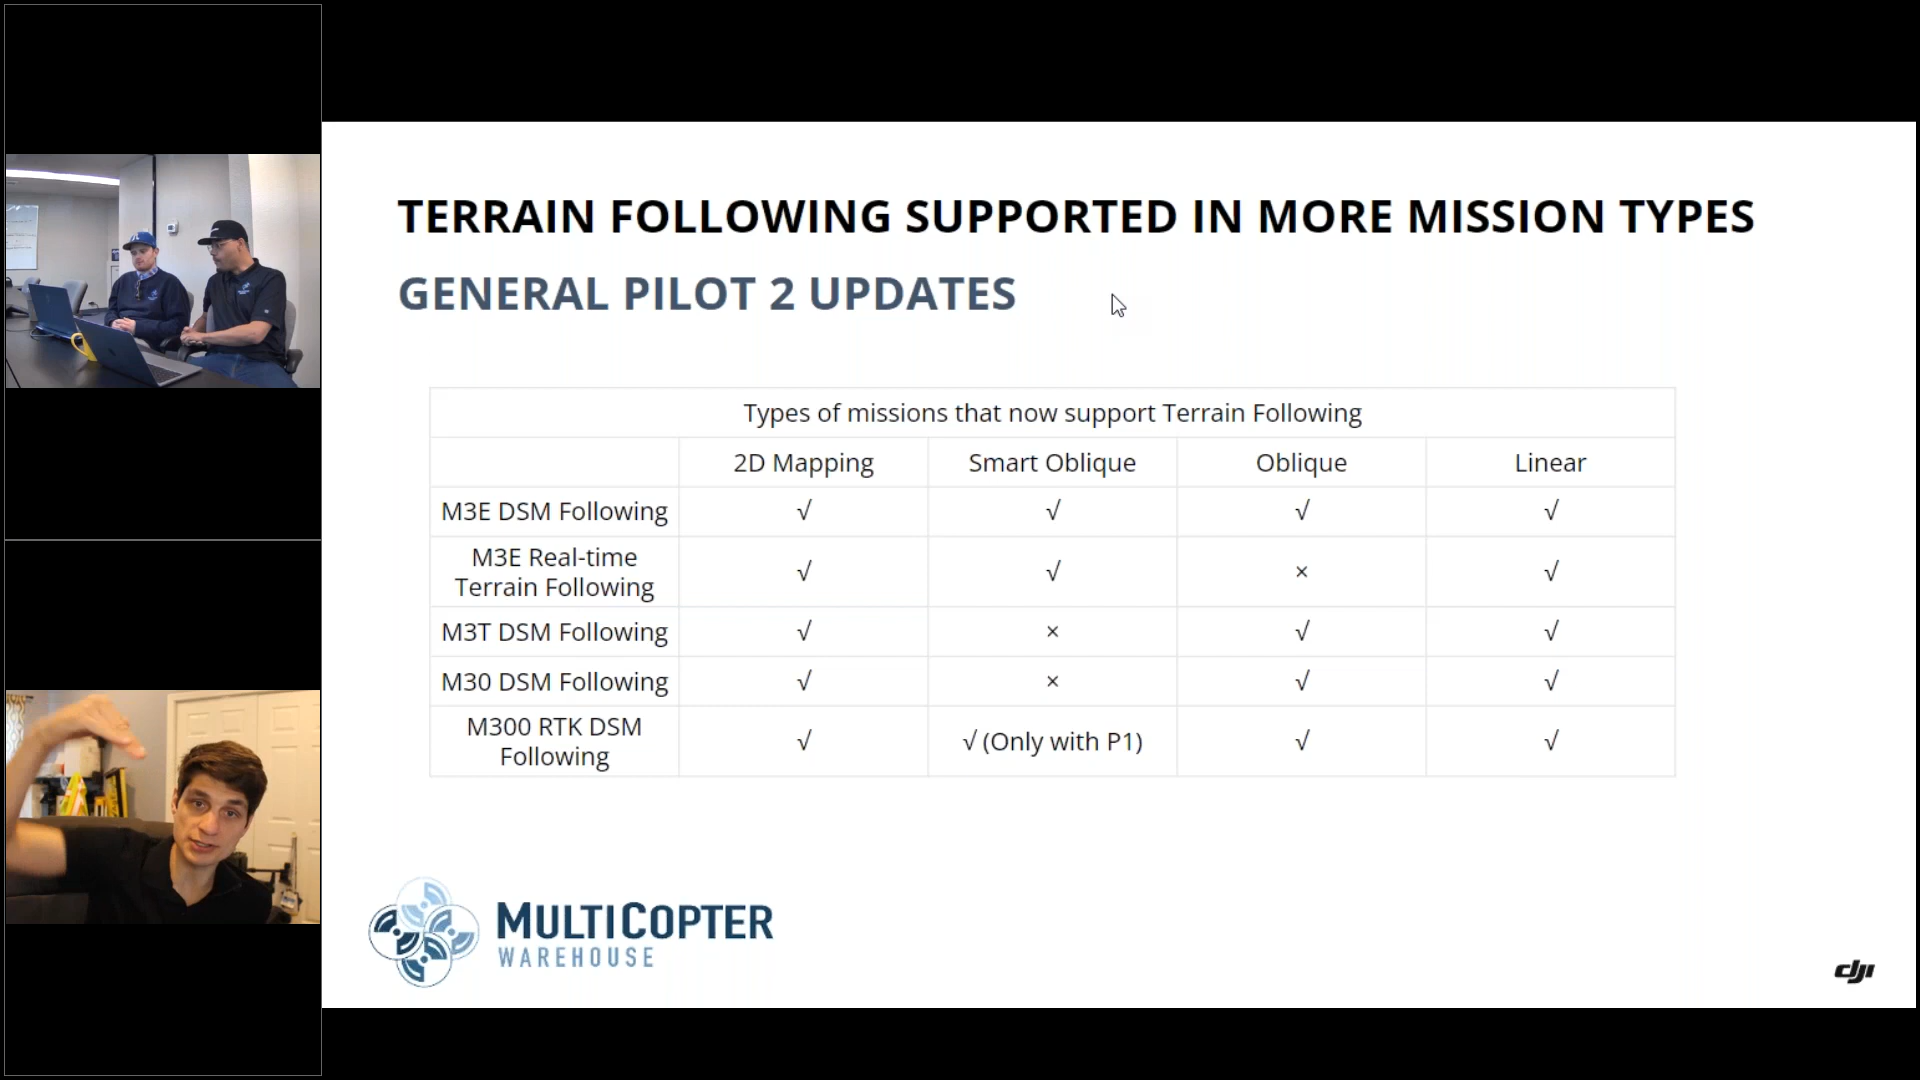 TERRAIN FOLLOWING SUPPORTED IN MORE MISSION TYPES
GENERAL PILOT 2 UPDATES
Types of missions that now support Terrain Following
2D Mapping Smart Oblique Oblique Linear
M3E DSM Following √ √ √ √
M3E Real-time
Terrain Following √ √ × √
M3T DSM Following √ × √ √
M30 DSM Following √ × √ √
M300 RTK DSM
Following √ √ (Only with P1) √ √
MULTICOPTER
WAREHOUSE
dji